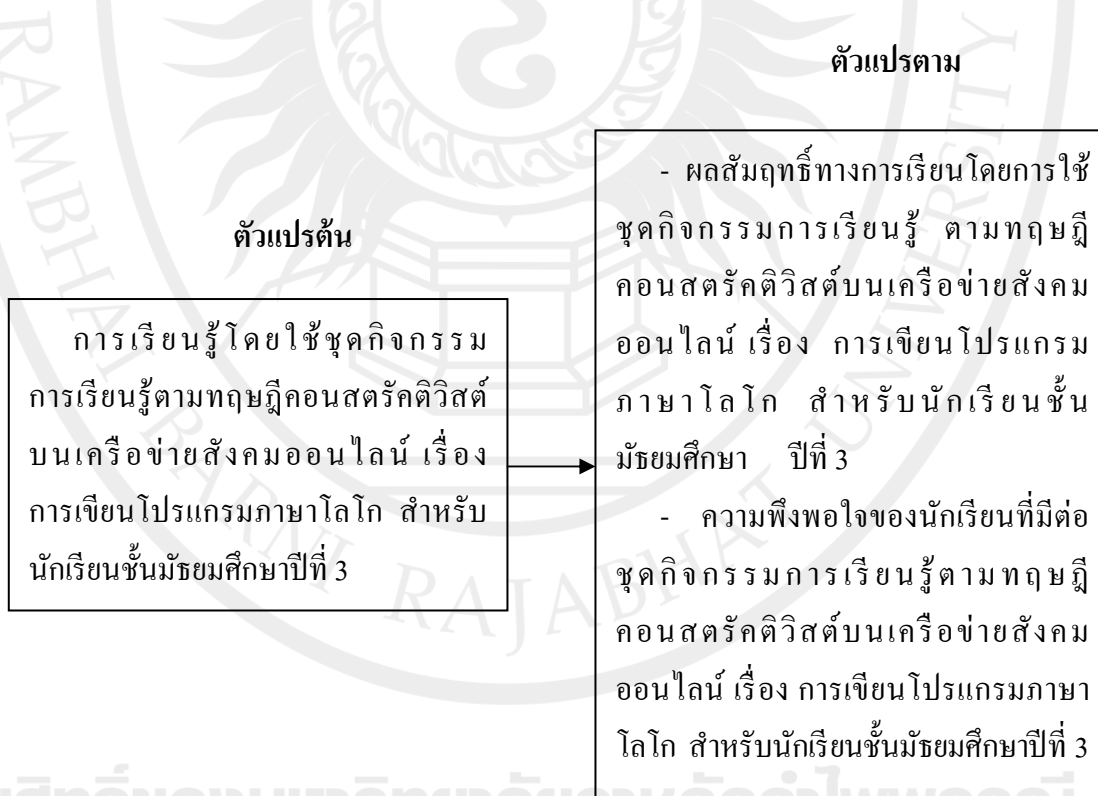 ตัวแปรตาม
ตัวแปรต้น
การเรียนรู้โดยใช้ชุดกิจกรรม
การเรียนรู้ตามทฤษฎีคอนสตรัคติวิสต์
บนเครือข่ายสังคมออนไลน์ เรื่อง
การเขียนโปรแกรมภาษาโลโก สำหรับ
นักเรียนชั้นมัธยมศึกษาปีที่ 3
- ผลสัมฤทธิ์ทางการเรียนโดยการใช้
ชุดกิจกรรมการเรียนรู้ ตามทฤษฎี
คอนสตรัคติวิสต์บนเครือข่ายสังคม
ออนไลน์ เรื่อง การเขียนโปรแกรม
ภาษาโลโก สำหรับนักเรียนชั้น
มัธยมศึกษา ปีที่ 3
- ความพึงพอใจของนักเรียนที่มีต่อ
ชุดกิจกรรมการเรียนรู้ตามทฤษฎี
คอนสตรัคติวิสต์บนเครือข่ายสังคม
ออนไลน์ เรื่อง การเขียนโปรแกรมภาษา
โลโก สำหรับนักเรียนชั้นมัธยมศึกษาปีที่ 3
RAMBHAI BARNI RAJABHAT UNIVERSITY